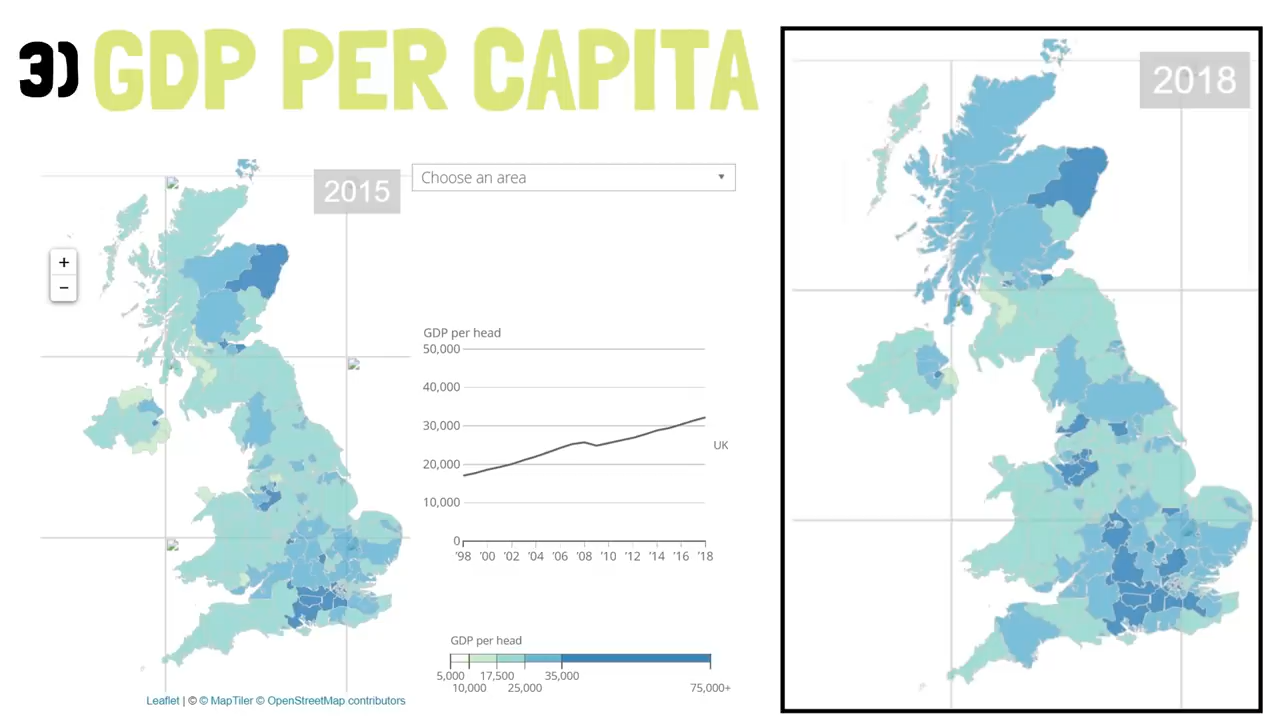 3) GDP PER CAPITA
2015
Choose an area
+
−
GDP per head
50,000
40,000
30,000
20,000
10,000
0
UK
'98 '00 '02 '04 '06 '08 '10 '12 '14 '16 '18
GDP per head
5,000 17,500 35,000
10,000 25,000 75,000+
Leaflet | © © MapTiler © OpenStreetMap contributors
2018